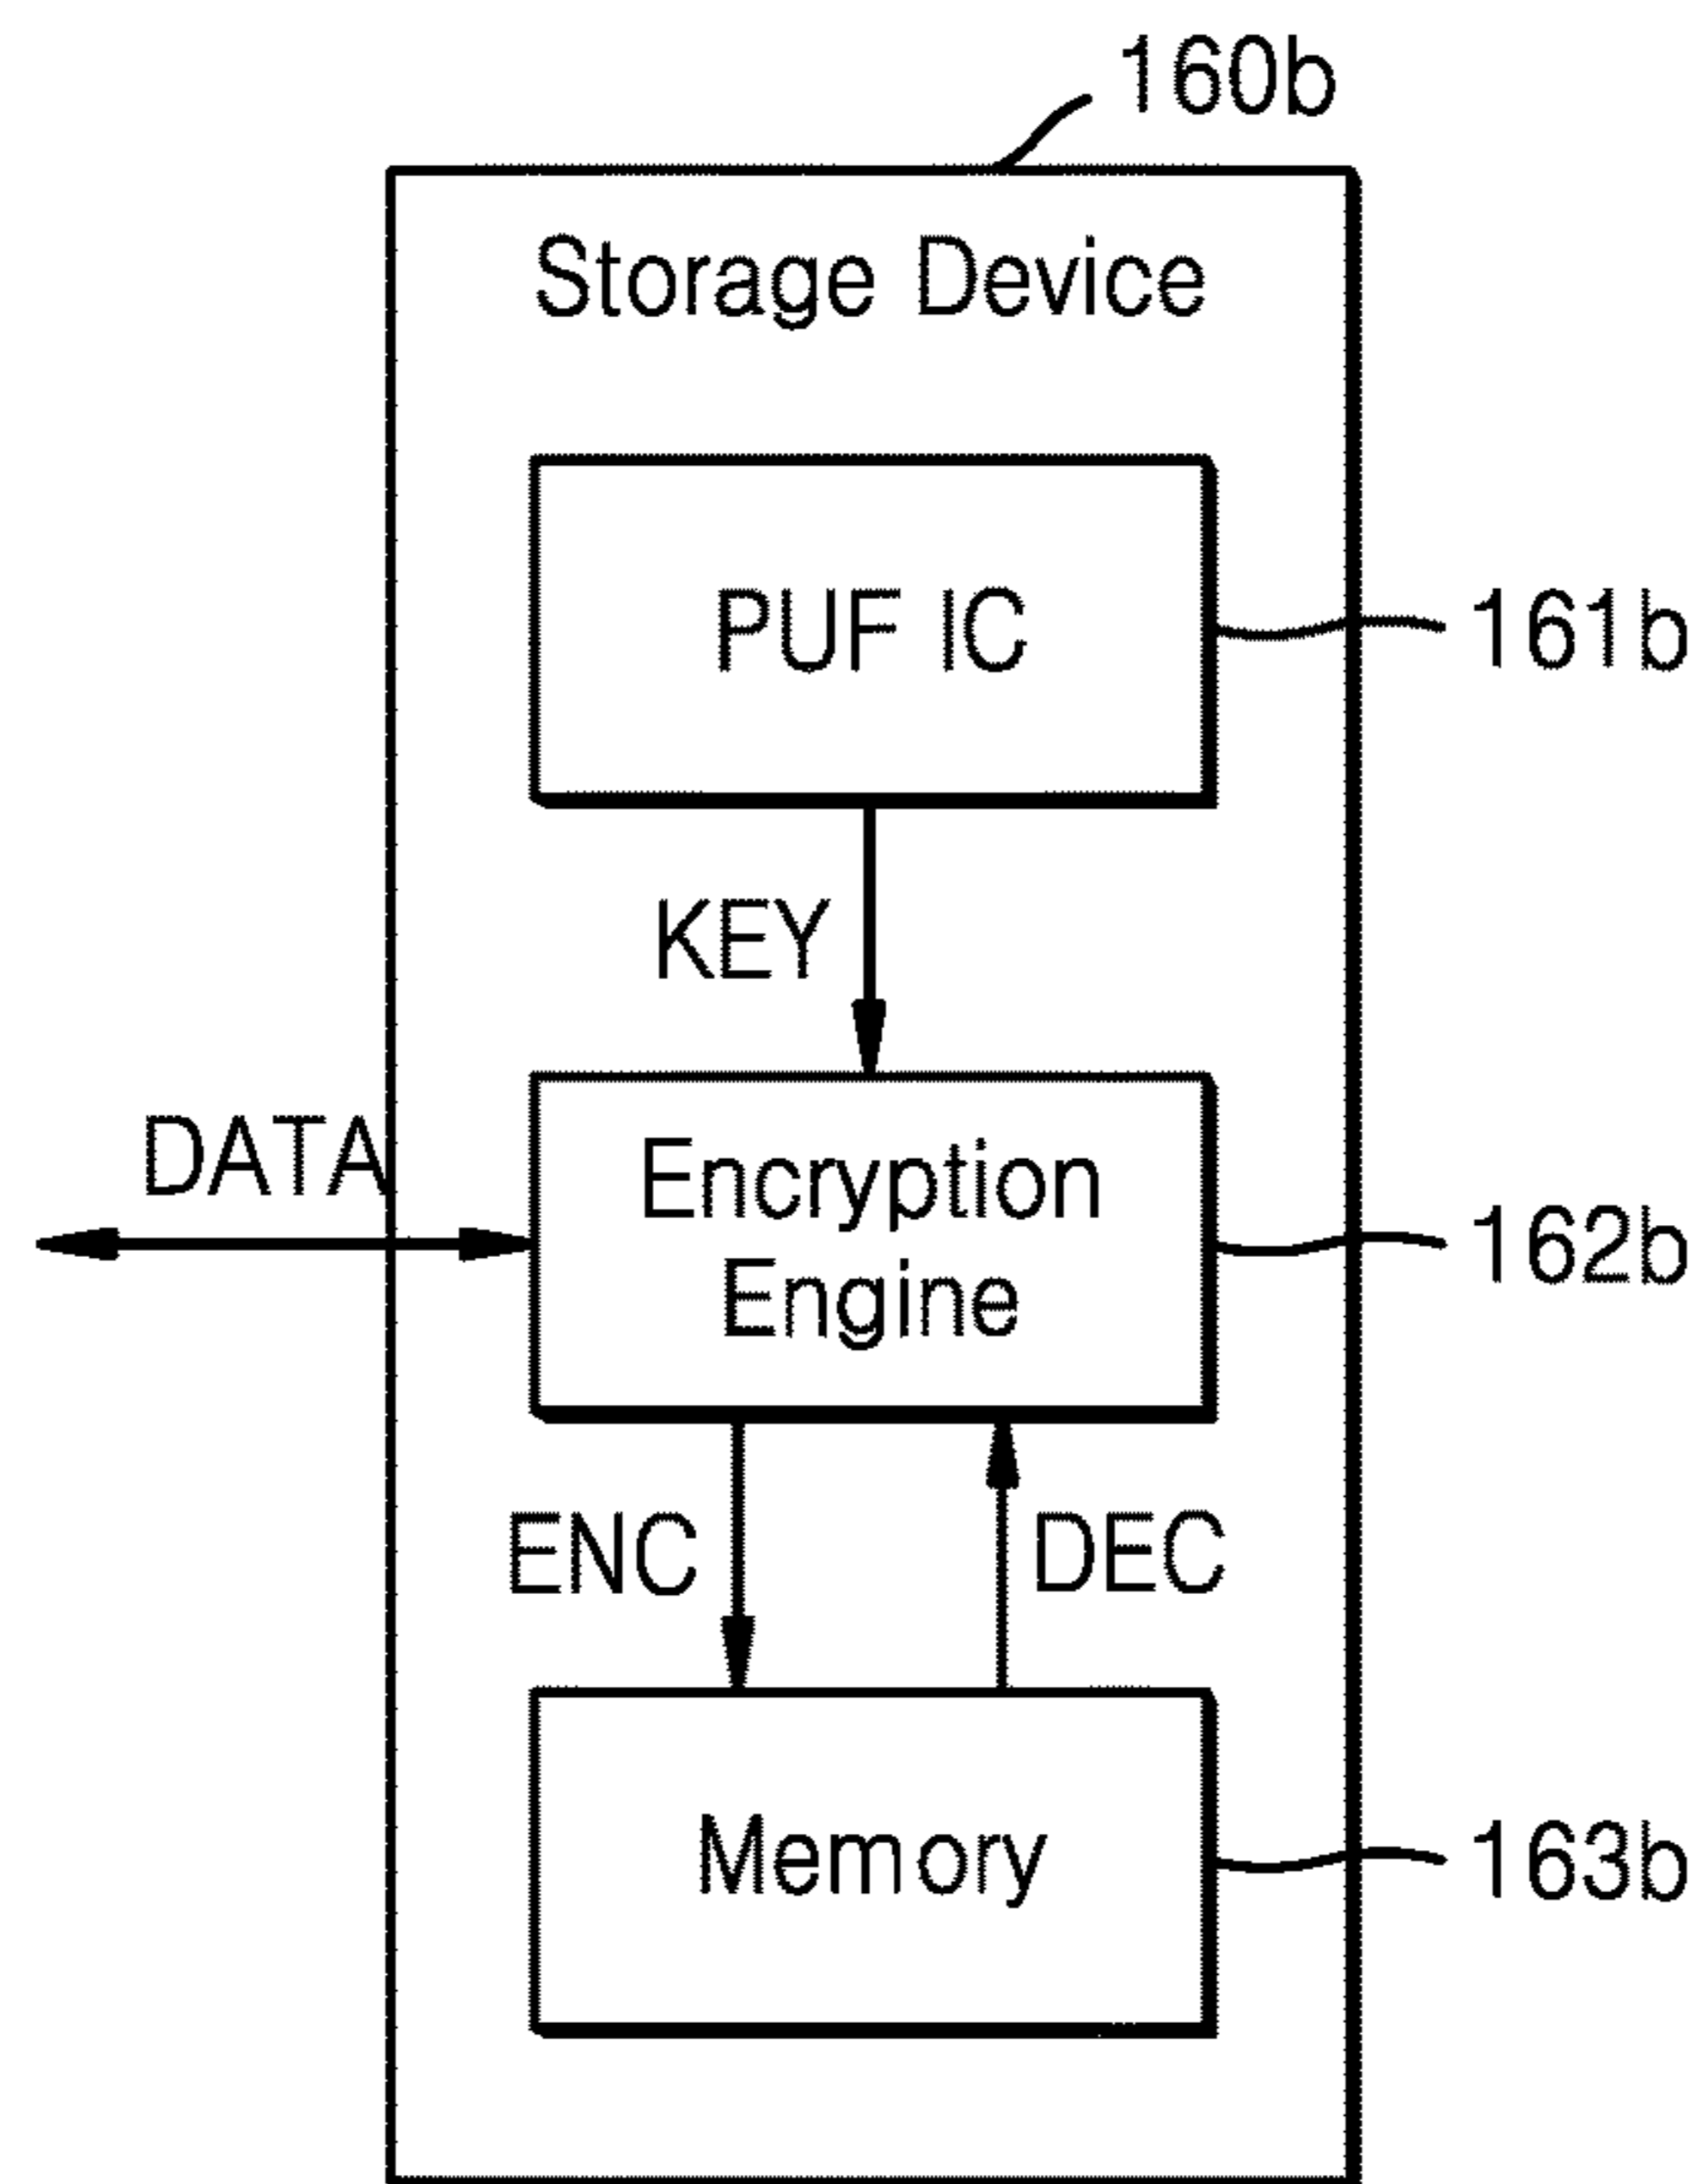 160b
Storage Device
PUF IC
161b
KEY
DATA
Encryption
Engine
162b
ENC
DEC
Memory
163b